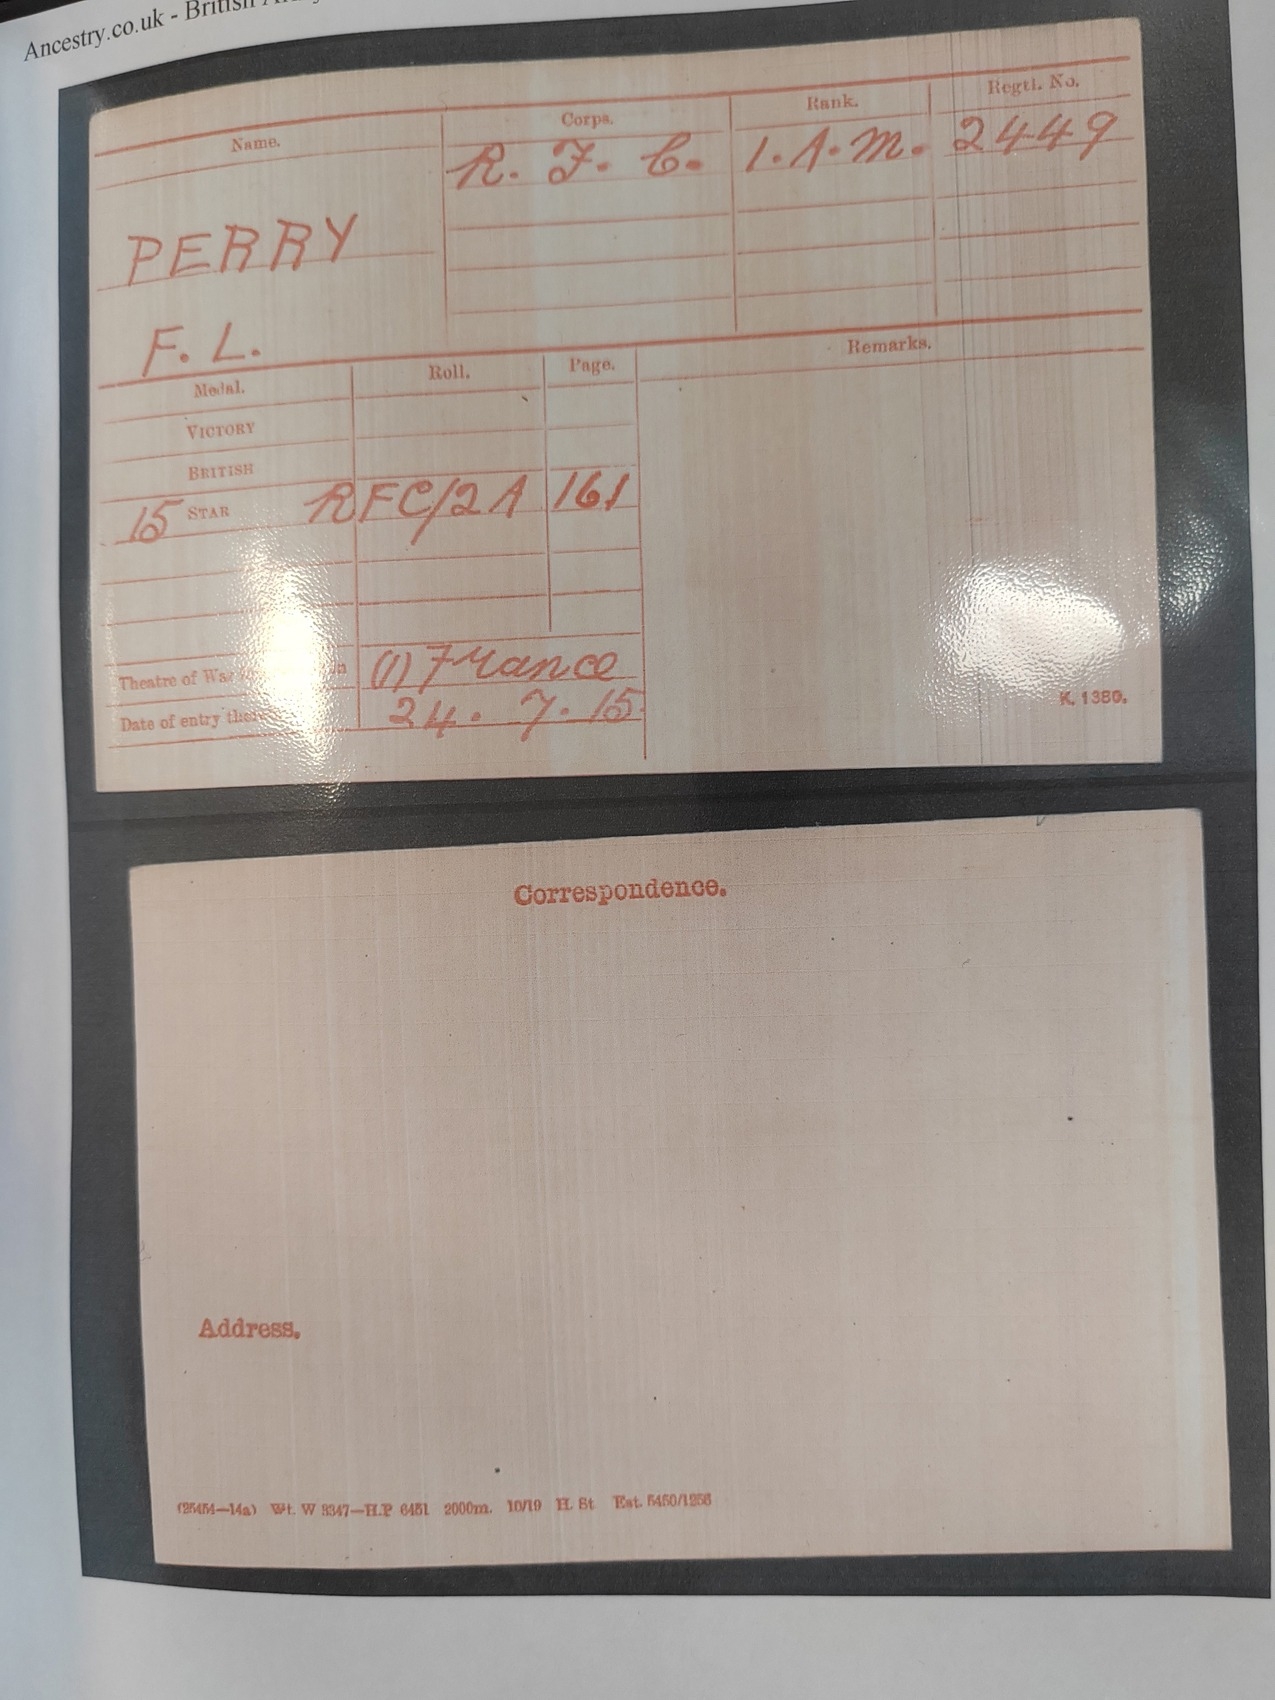 Ancestry.co.uk - British
Name. Corps. Rank. Regtl. No.
R. F. C. 1. A. M. 2449
PERRY
F. L.
Medal. Roll. Page. Remarks.
VICTORY
BRITISH
15 STAR RFC/2A 161
Theatre of War (1) France
Date of entry 24. 7. 15.
K. 1380.
Correspondence.
Address.
(25454—14a) Wt. W 3347—H.P 6451 2000m. 10/19 H. St Est. 5450/1256